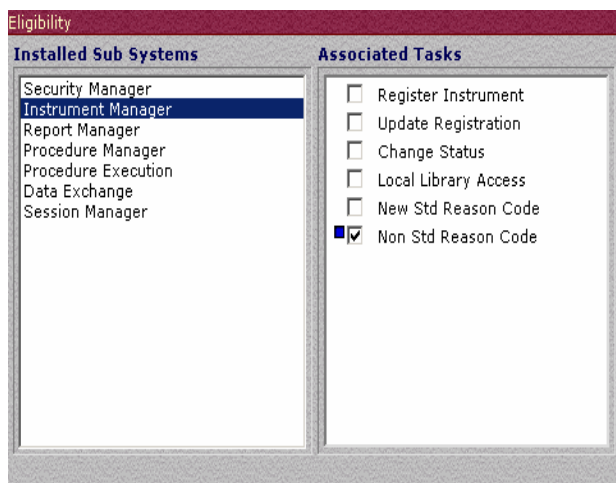 Eligibility
Installed Sub Systems
Security Manager
Instrument Manager
Report Manager
Procedure Manager
Procedure Execution
Data Exchange
Session Manager
Associated Tasks
Register Instrument
Update Registration
Change Status
Local Library Access
New Std Reason Code
Non Std Reason Code